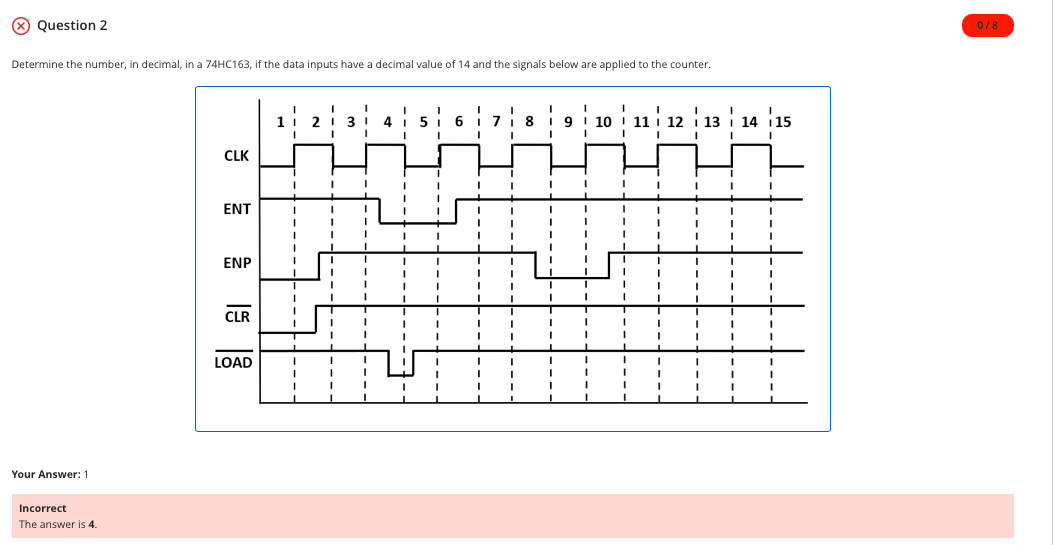 Question 2
0 / 8
Determine the number, in decimal, in a 74HC163, if the data inputs have a decimal value of 14 and the signals below are applied to the counter.
1 2 3 4 5 6 7 8 9 10 11 12 13 14 15
CLK
ENT
ENP
CLR
LOAD
Your Answer: 1
Incorrect
The answer is 4.